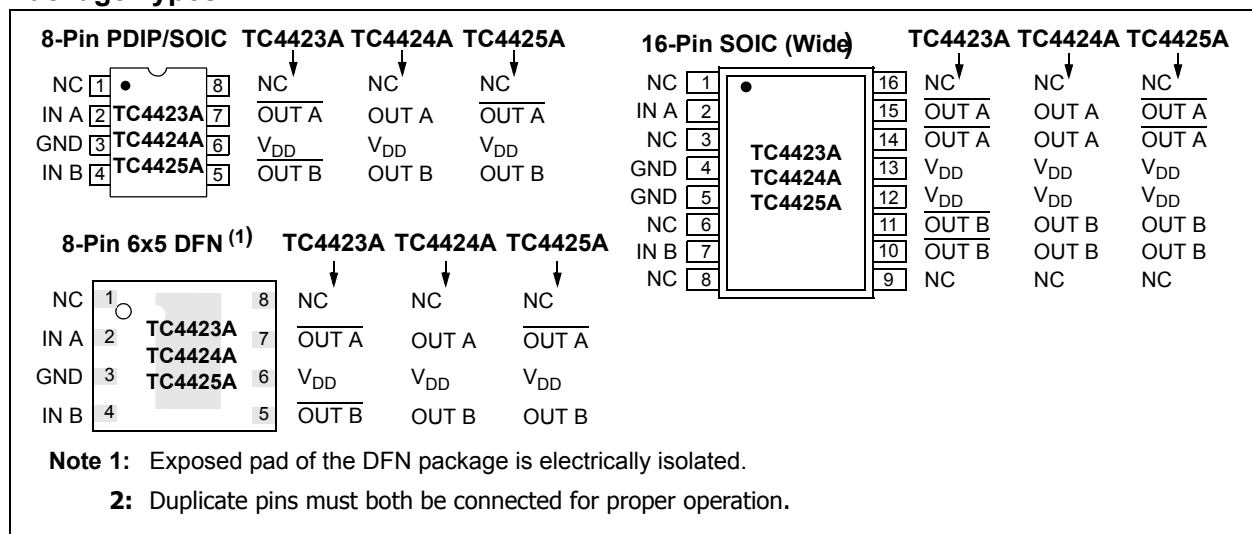 8-Pin PDIP/SOIC TC4423A TC4424A TC4425A
NC 1 8 NC NC NC
IN A 2 TC4423A 7 OUT A OUT A OUT A
GND 3 TC4424A 6 VDD VDD VDD
IN B 4 TC4425A 5 OUT B OUT B OUT B
8-Pin 6x5 DFN (1) TC4423A TC4424A TC4425A
NC 1 8 NC NC NC
IN A 2 TC4423A 7 OUT A OUT A OUT A
TC4424A
GND 3 TC4425A 6 VDD VDD VDD
IN B 4 5 OUT B OUT B OUT B
16-Pin SOIC (Wide) TC4423A TC4424A TC4425A
NC 1 16 NC NC NC
IN A 2 15 OUT A OUT A OUT A
NC 3 14 OUT A OUT A OUT A
TC4423A
GND 4 13 VDD VDD VDD
TC4424A
GND 5 12 VDD VDD VDD
TC4425A
NC 6 11 OUT B OUT B OUT B
IN B 7 10 OUT B OUT B OUT B
NC 8 9 NC NC NC
Note 1: Exposed pad of the DFN package is electrically isolated.
2: Duplicate pins must both be connected for proper operation.